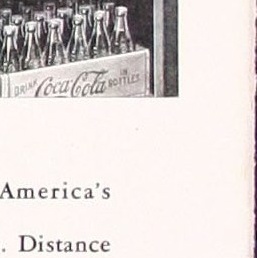 DRINK Coca-Cola IN BOTTLES
America's
. Distance